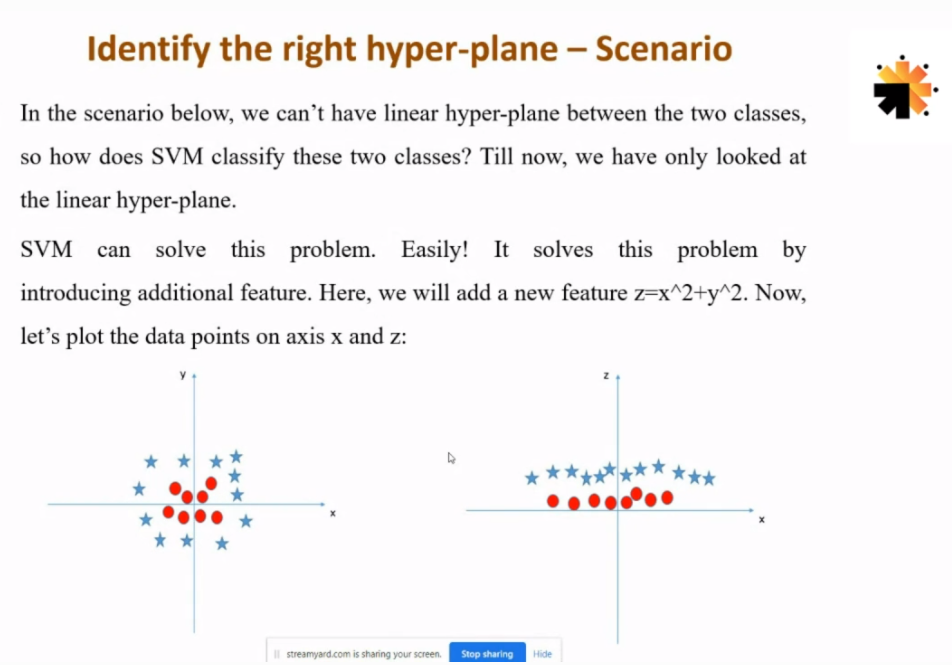 Identify the right hyper-plane – Scenario
In the scenario below, we can’t have linear hyper-plane between the two classes,
so how does SVM classify these two classes? Till now, we have only looked at
the linear hyper-plane.
SVM can solve this problem. Easily! It solves this problem by
introducing additional feature. Here, we will add a new feature z=x^2+y^2. Now,
let’s plot the data points on axis x and z:
y
x
z
x
streamyard.com is sharing your screen. Stop sharing Hide